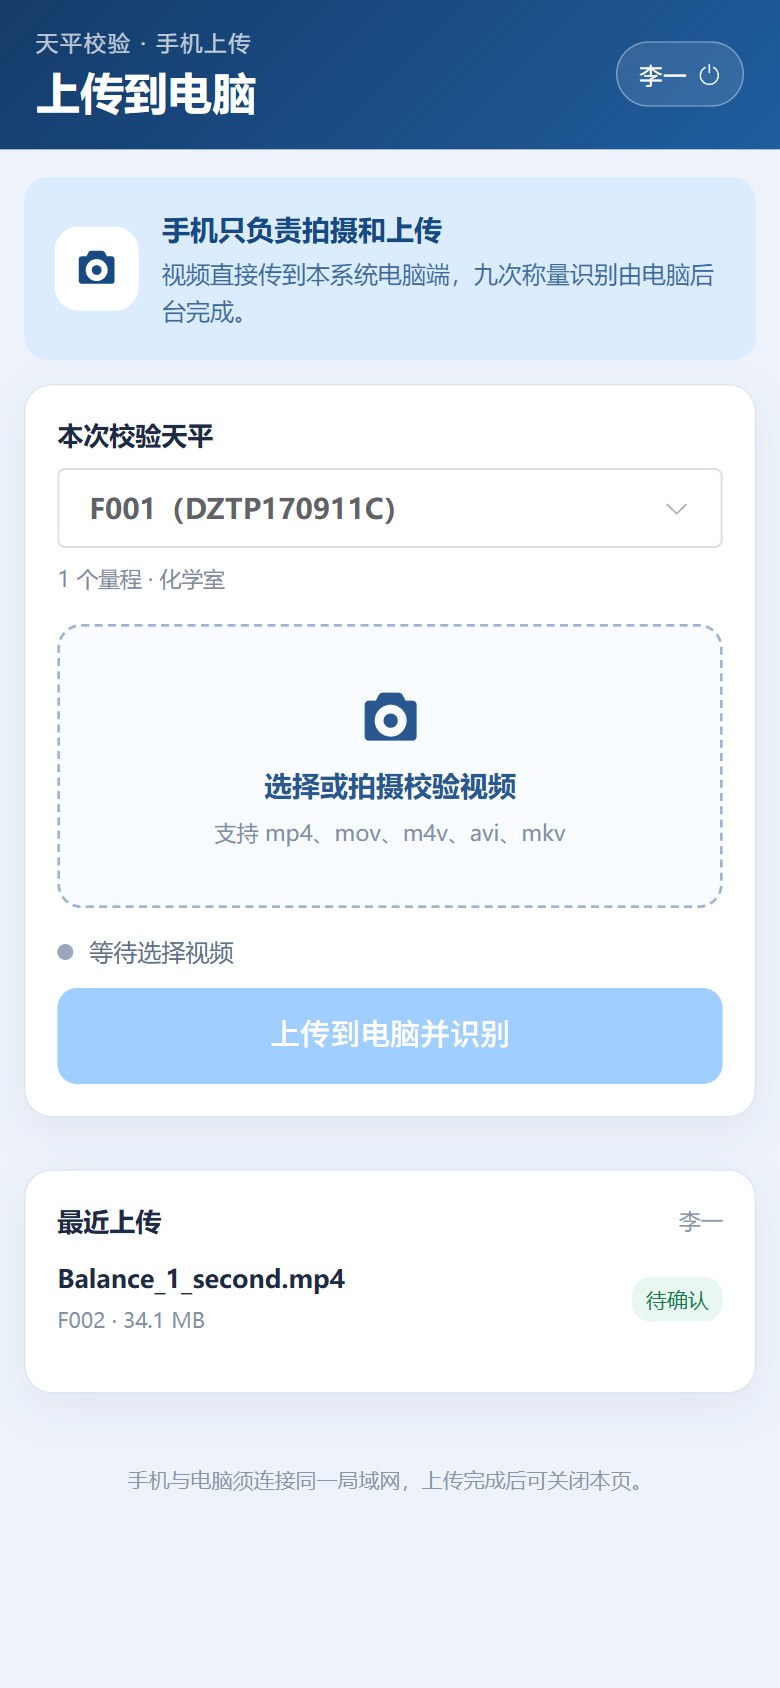 天平校验 · 手机上传
上传到电脑
李一
手机只负责拍摄和上传
视频直接传到本系统电脑端，九次称量识别由电脑后
台完成。
本次校验天平
F001（DZTP170911C）
1 个量程 · 化学室
选择或拍摄校验视频
支持 mp4、mov、m4v、avi、mkv
等待选择视频
上传到电脑并识别
最近上传
李一
Balance_1_second.mp4
F002 · 34.1 MB
待确认
手机与电脑须连接同一局域网，上传完成后可关闭本页。